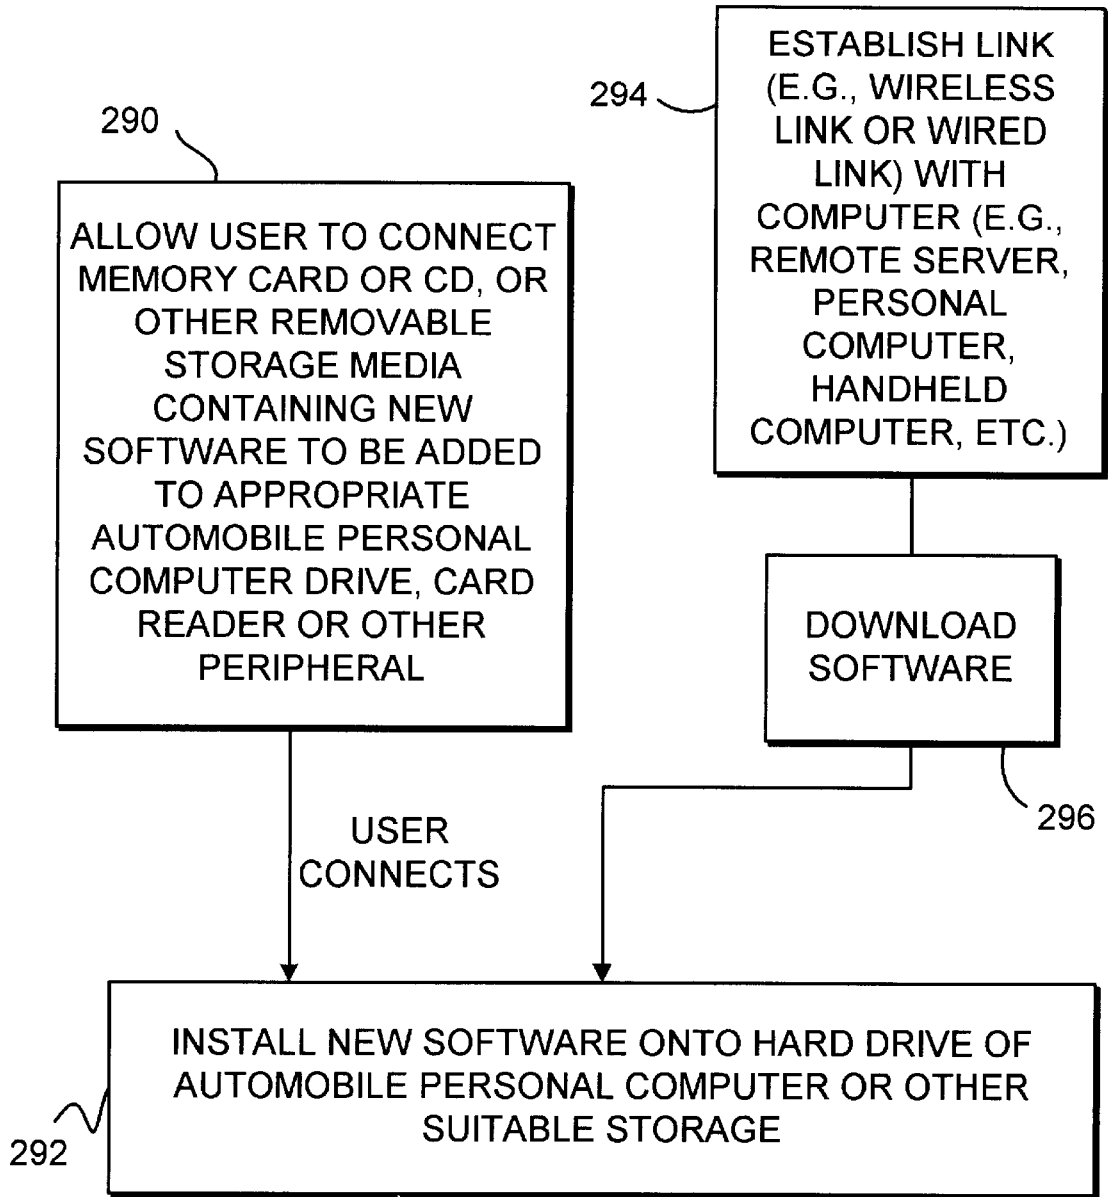 290
ALLOW USER TO CONNECT
MEMORY CARD OR CD, OR
OTHER REMOVABLE
STORAGE MEDIA
CONTAINING NEW
SOFTWARE TO BE ADDED
TO APPROPRIATE
AUTOMOBILE PERSONAL
COMPUTER DRIVE, CARD
READER OR OTHER
PERIPHERAL
USER
CONNECTS
294
ESTABLISH LINK
(E.G., WIRELESS
LINK OR WIRED
LINK) WITH
COMPUTER (E.G.,
REMOTE SERVER,
PERSONAL
COMPUTER,
HANDHELD
COMPUTER, ETC.)
DOWNLOAD
SOFTWARE
296
INSTALL NEW SOFTWARE ONTO HARD DRIVE OF
AUTOMOBILE PERSONAL COMPUTER OR OTHER
SUITABLE STORAGE
292